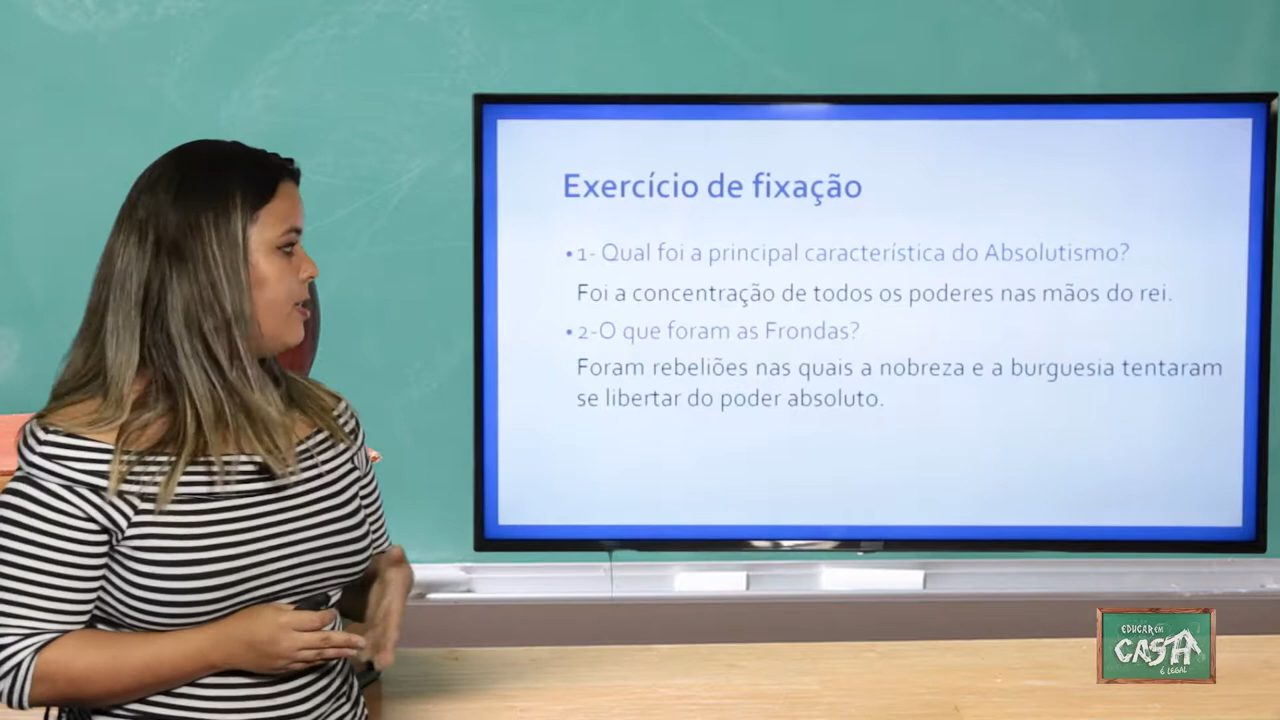 Exercício de fixação
• 1- Qual foi a principal característica do Absolutismo?
Foi a concentração de todos os poderes nas mãos do rei.
• 2-O que foram as Frondas?
Foram rebeliões nas quais a nobreza e a burguesia tentaram
se libertar do poder absoluto.
EDUCAR EM
CASA
É LEGAL